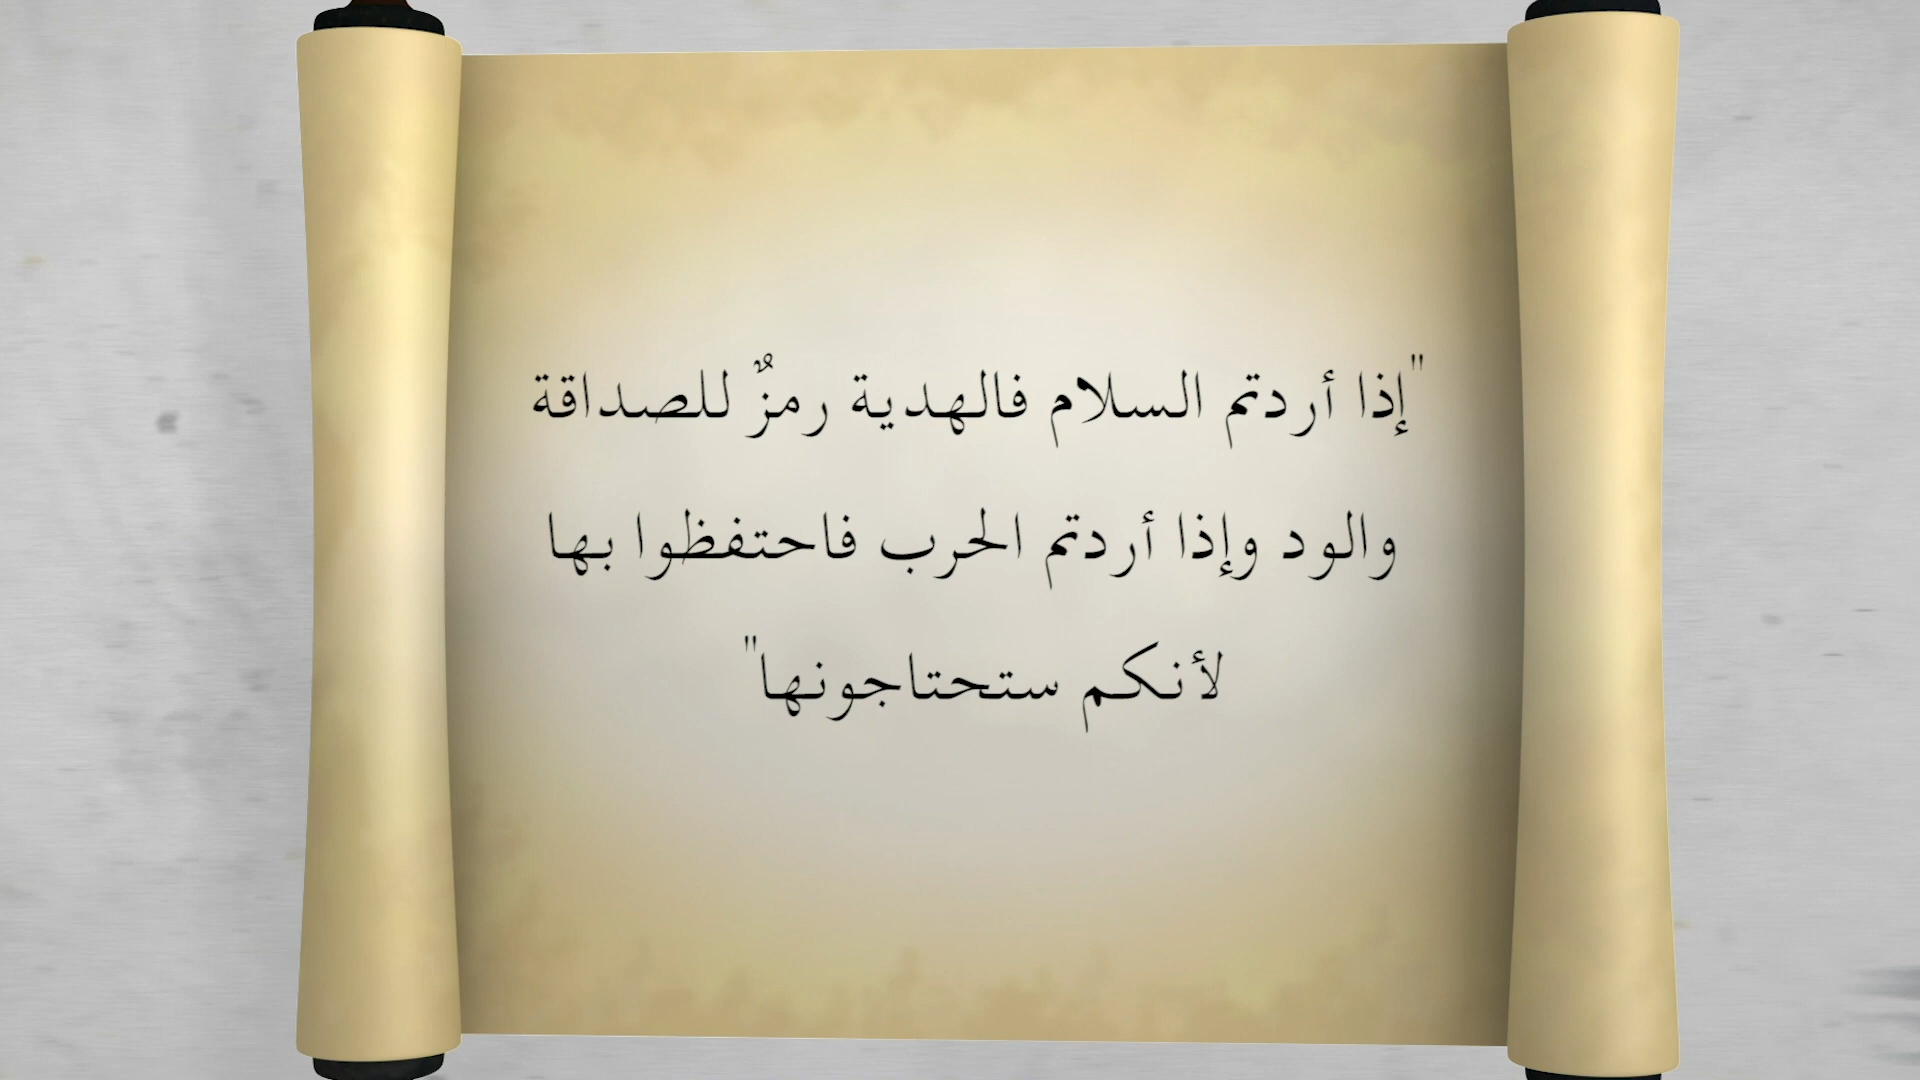 "إذا أردتم السلام فالهدية رمزٌ للصداقة
والود وإذا أردتم الحرب فاحتفظوا بها
لأنكم ستحتاجونها"